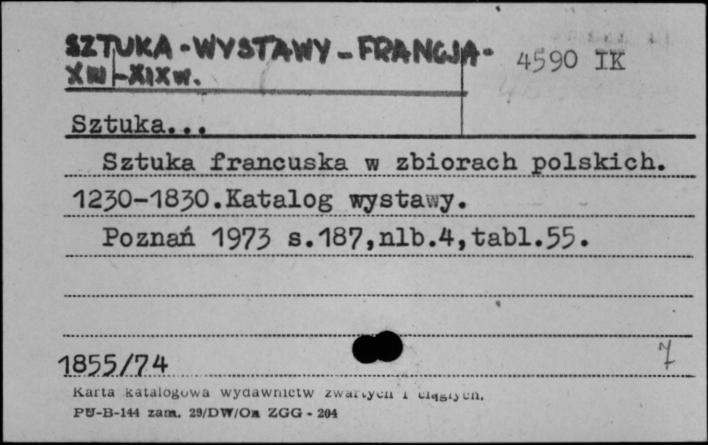 SZTUKA - WYSTAWY - FRANCJA -
XIII - XIX w.
4590 IK
Sztuka...
Sztuka francuska w zbiorach polskich.
1230-1830.Katalog wystawy.
Poznań 1973 s.187,nlb.4,tabl.55.
1855/74
7
Karta katalogowa wydawnictw zwartych i ciągłych.
PU-B-144 zam. 29/DW/Om ZGG - 204